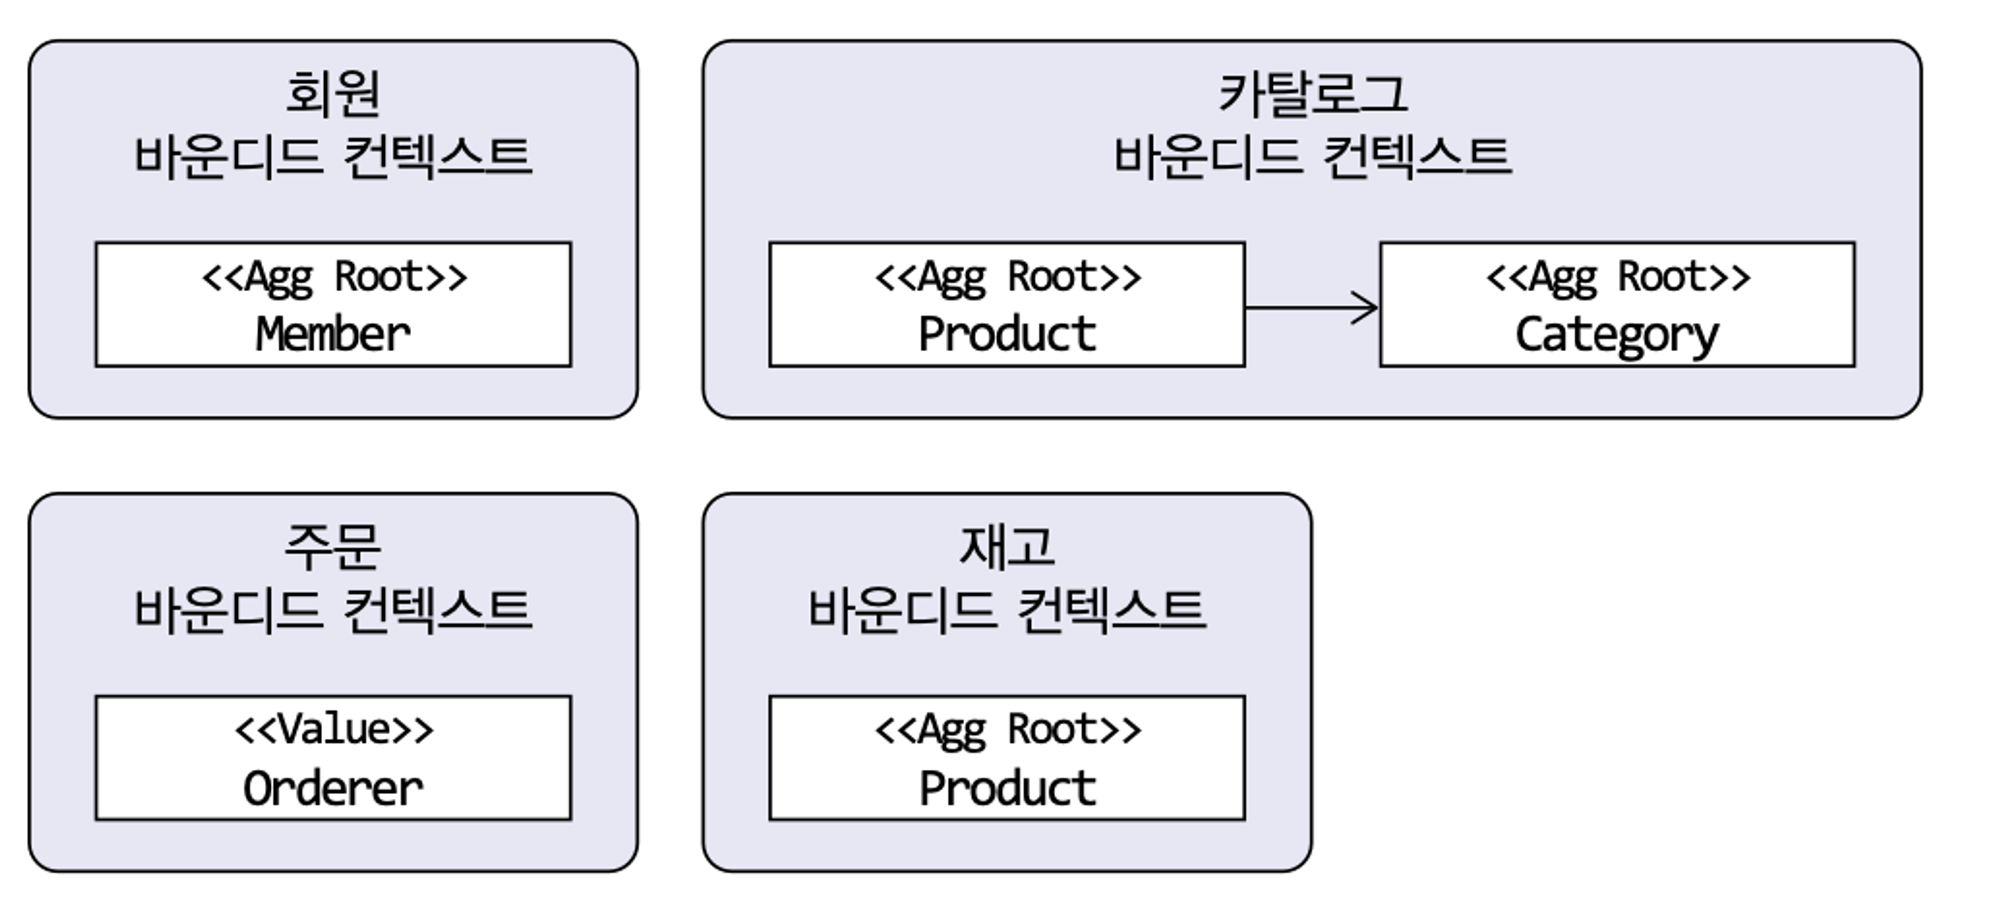 회원
바운디드 컨텍스트
<<Agg Root>>
Member
카탈로그
바운디드 컨텍스트
<<Agg Root>>
Product
<<Agg Root>>
Category
주문
바운디드 컨텍스트
<<Value>>
Orderer
재고
바운디드 컨텍스트
<<Agg Root>>
Product